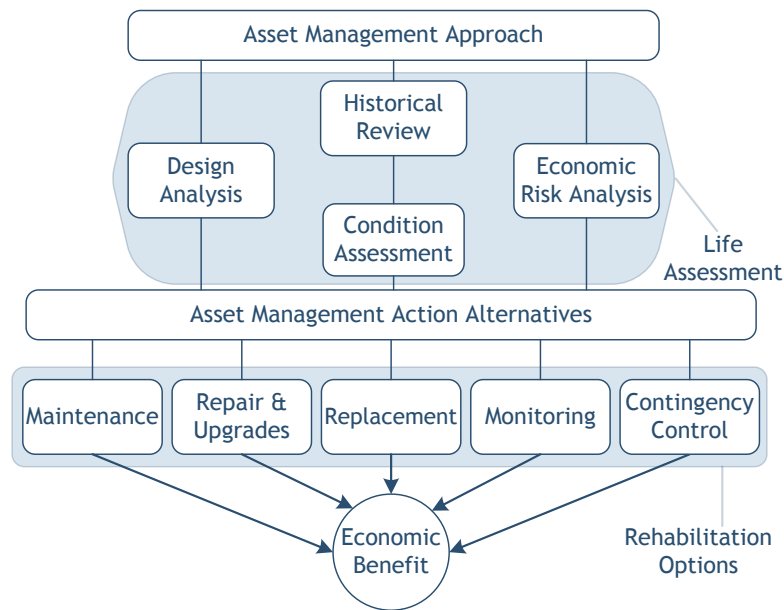 Asset Management Approach
Historical
Review
Design
Analysis
Economic
Risk Analysis
Condition
Assessment
Life
Assessment
Asset Management Action Alternatives
Maintenance
Repair &
Upgrades
Replacement
Monitoring
Contingency
Control
Economic
Benefit
Rehabilitation
Options